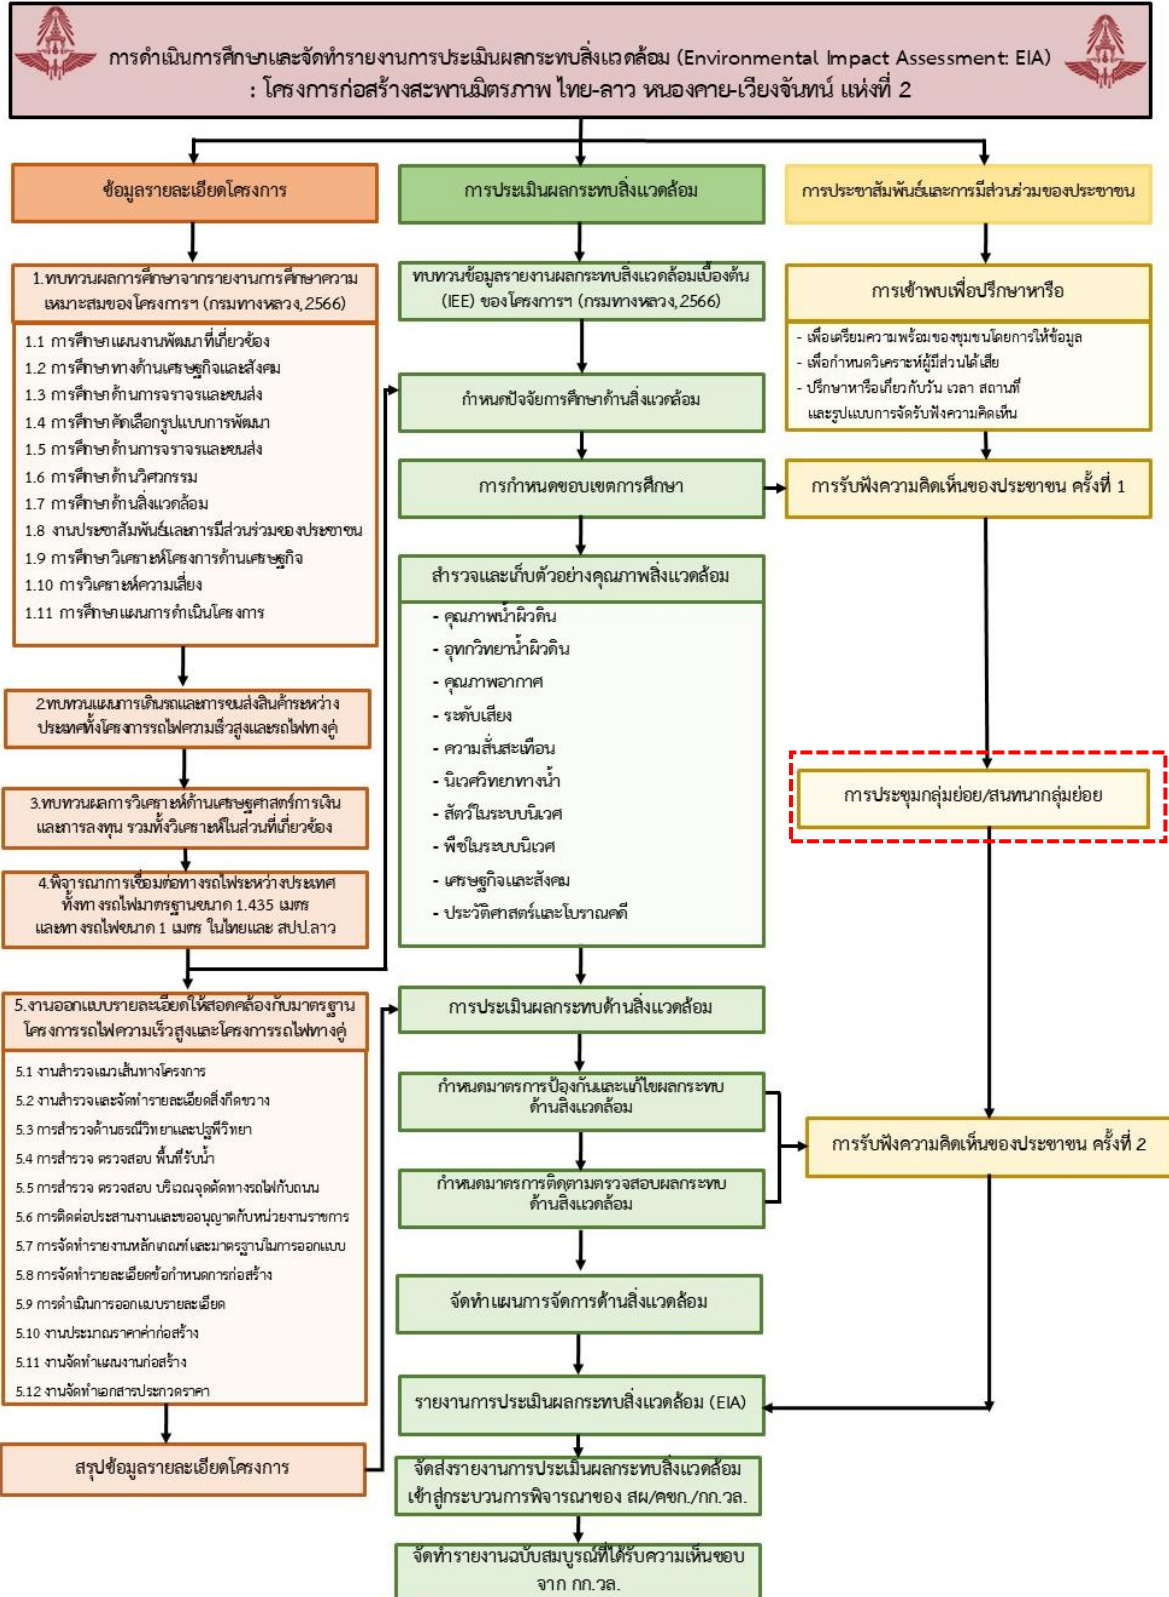 การดำเนินการศึกษาและจัดทำรายงานการประเมินผลกระทบสิ่งแวดล้อม (Environmental Impact Assessment: EIA)
: โครงการก่อสร้างสะพานมิตรภาพ ไทย-ลาว หนองคาย-เวียงจันทน์ แห่งที่ 2
ข้อมูลรายละเอียดโครงการ
1.ทบทวนผลการศึกษาจากรายงานการศึกษาความ
เหมาะสมของโครงการฯ (กรมทางหลวง,2566)
1.1 การศึกษาแผนงานพัฒนาที่เกี่ยวข้อง
1.2 การศึกษาทางด้านเศรษฐกิจและสังคม
1.3 การศึกษาด้านการจราจรและขนส่ง
1.4 การศึกษาคัดเลือกรูปแบบการพัฒนา
1.5 การศึกษาด้านการจราจรและขนส่ง
1.6 การศึกษาด้านวิศวกรรม
1.7 การศึกษาด้านสิ่งแวดล้อม
1.8 งานประชาสัมพันธ์และการมีส่วนร่วมของประชาชน
1.9 การศึกษาวิเคราะห์โครงการด้านเศรษฐกิจ
1.10 การวิเคราะห์ความเสี่ยง
1.11 การศึกษาแผนการดำเนินโครงการ
2.ทบทวนแผนการเดินรถและการขนส่งสินค้าระหว่าง
ประเทศทั้งโครงการรถไฟความเร็วสูงและรถไฟทางคู่
3.ทบทวนผลการวิเคราะห์ด้านเศรษฐศาสตร์การเงิน
และการลงทุน รวมทั้งวิเคราะห์ในส่วนที่เกี่ยวข้อง
4.พิจารณาการเชื่อมต่อทางรถไฟระหว่างประเทศ
ทั้งทางรถไฟมาตรฐานขนาด 1.435 เมตร
และทางรถไฟขนาด 1 เมตร ในไทยและ สปป.ลาว
5.งานออกแบบรายละเอียดให้สอดคล้องกับมาตรฐาน
โครงการรถไฟความเร็วสูงและโครงการรถไฟทางคู่
5.1 งานสำรวจแนวเส้นทางโครงการ
5.2 งานสำรวจและจัดทำรายละเอียดสิ่งกีดขวาง
5.3 การสำรวจด้านธรณีวิทยาและปฐพีวิทยา
5.4 การสำรวจ ตรวจสอบ พื้นที่รับน้ำ
5.5 การสำรวจ ตรวจสอบ บริเวณจุดตัดทางรถไฟกับถนน
5.6 การติดต่อประสานงานและขออนุญาตกับหน่วยงานราชการ
5.7 การจัดทำรายงานหลักเกณฑ์และมาตรฐานในการออกแบบ
5.8 การจัดทำรายละเอียดข้อกำหนดการก่อสร้าง
5.9 การดำเนินการออกแบบรายละเอียด
5.10 งานประมาณราคาค่าก่อสร้าง
5.11 งานจัดทำแผนงานก่อสร้าง
5.12 งานจัดทำเอกสารประกวดราคา
สรุปข้อมูลรายละเอียดโครงการ
การประเมินผลกระทบสิ่งแวดล้อม
ทบทวนข้อมูลรายงานผลกระทบสิ่งแวดล้อมเบื้องต้น
(IEE) ของโครงการฯ (กรมทางหลวง,2566)
กำหนดปัจจัยการศึกษาด้านสิ่งแวดล้อม
การกำหนดขอบเขตการศึกษา
สำรวจและเก็บตัวอย่างคุณภาพสิ่งแวดล้อม
- คุณภาพน้ำผิวดิน
- อุทกวิทยาน้ำผิวดิน
- คุณภาพอากาศ
- ระดับเสียง
- ความสั่นสะเทือน
- นิเวศวิทยาทางน้ำ
- สัตว์ในระบบนิเวศ
- พืชในระบบนิเวศ
- เศรษฐกิจและสังคม
- ประวัติศาสตร์และโบราณคดี
การประเมินผลกระทบด้านสิ่งแวดล้อม
กำหนดมาตรการป้องกันและแก้ไขผลกระทบ
ด้านสิ่งแวดล้อม
กำหนดมาตรการติดตามตรวจสอบผลกระทบ
ด้านสิ่งแวดล้อม
จัดทำแผนการจัดการด้านสิ่งแวดล้อม
รายงานการประเมินผลกระทบสิ่งแวดล้อม (EIA)
จัดส่งรายงานการประเมินผลกระทบสิ่งแวดล้อม
เข้าสู่กระบวนการพิจารณาของ สผ/คชก./กก.วล.
จัดทำรายงานฉบับสมบูรณ์ที่ได้รับความเห็นชอบ
จาก กก.วล.
การประชาสัมพันธ์และการมีส่วนร่วมของประชาชน
การเข้าพบเพื่อปรึกษาหารือ
- เพื่อเตรียมความพร้อมของชุมชนโดยการให้ข้อมูล
- เพื่อกำหนดวิเคราะห์ผู้มีส่วนได้เสีย
- ปรึกษาหารือเกี่ยวกับวัน เวลา สถานที่
และรูปแบบการจัดรับฟังความคิดเห็น
การรับฟังความคิดเห็นของประชาชน ครั้งที่ 1
การประชุมกลุ่มย่อย/สนทนากลุ่มย่อย
การรับฟังความคิดเห็นของประชาชน ครั้งที่ 2